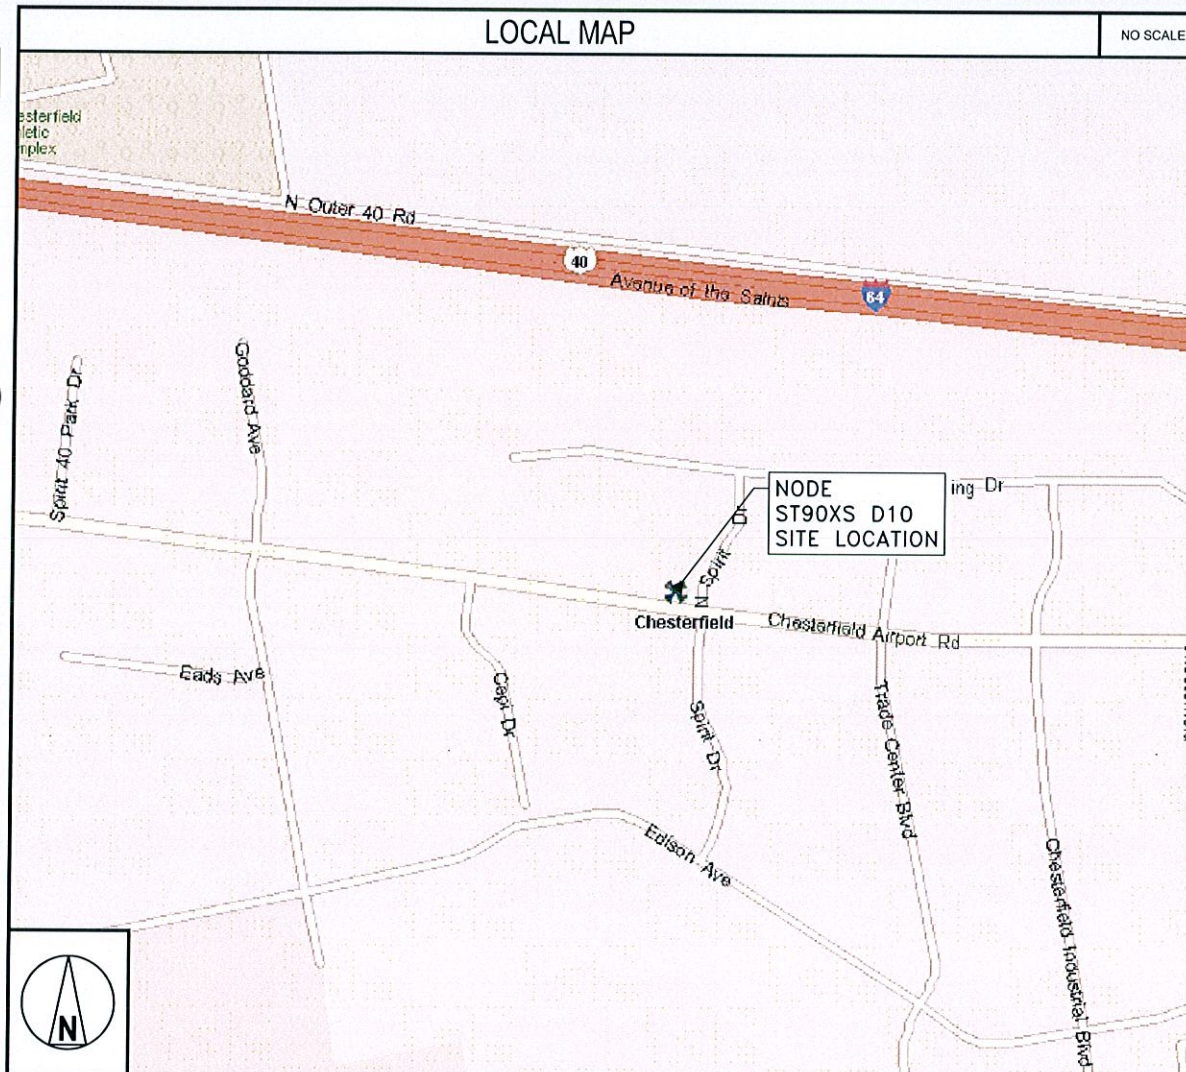 LOCAL MAP
NO SCALE
esterfield
letic
mplex
N Outer 40 Rd
40
Avenue of the Saints
64
Spirit 40 Park Dr
Goddard Ave
NODE
ST90XS D10
SITE LOCATION
ing Dr
N Spirit Dr
Chesterfield
Chesterfield Airport Rd
Eads Ave
Cepi Dr
Spirit Dr
Trade Center Blvd
Edison Ave
Chesterfield Industrial Blvd
N